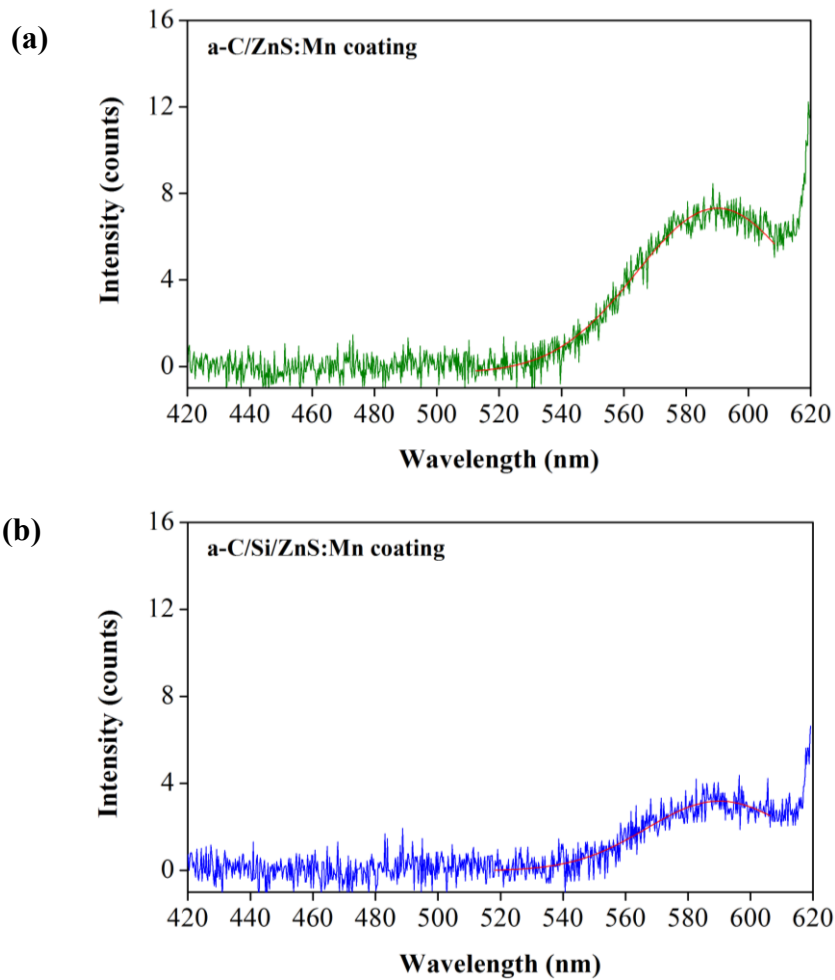 (a)
a-C/ZnS:Mn coating
Intensity (counts)
16
12
8
4
0
420 440 460 480 500 520 540 560 580 600 620
Wavelength (nm)
(b)
a-C/Si/ZnS:Mn coating
Intensity (counts)
16
12
8
4
0
420 440 460 480 500 520 540 560 580 600 620
Wavelength (nm)